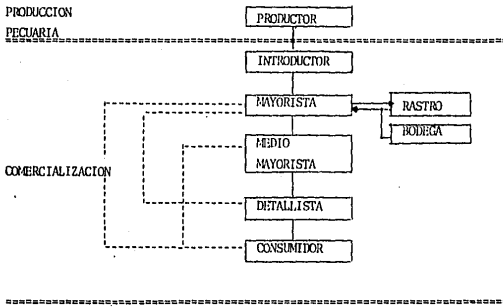 PRODUCCION
PECUARIA
PRODUCTOR
INTRODUCTOR
MAYORISTA
RASTRO
BODEGA
MEDIO
MAYORISTA
COMERCIALIZACION
DETALLISTA
CONSUMIDOR